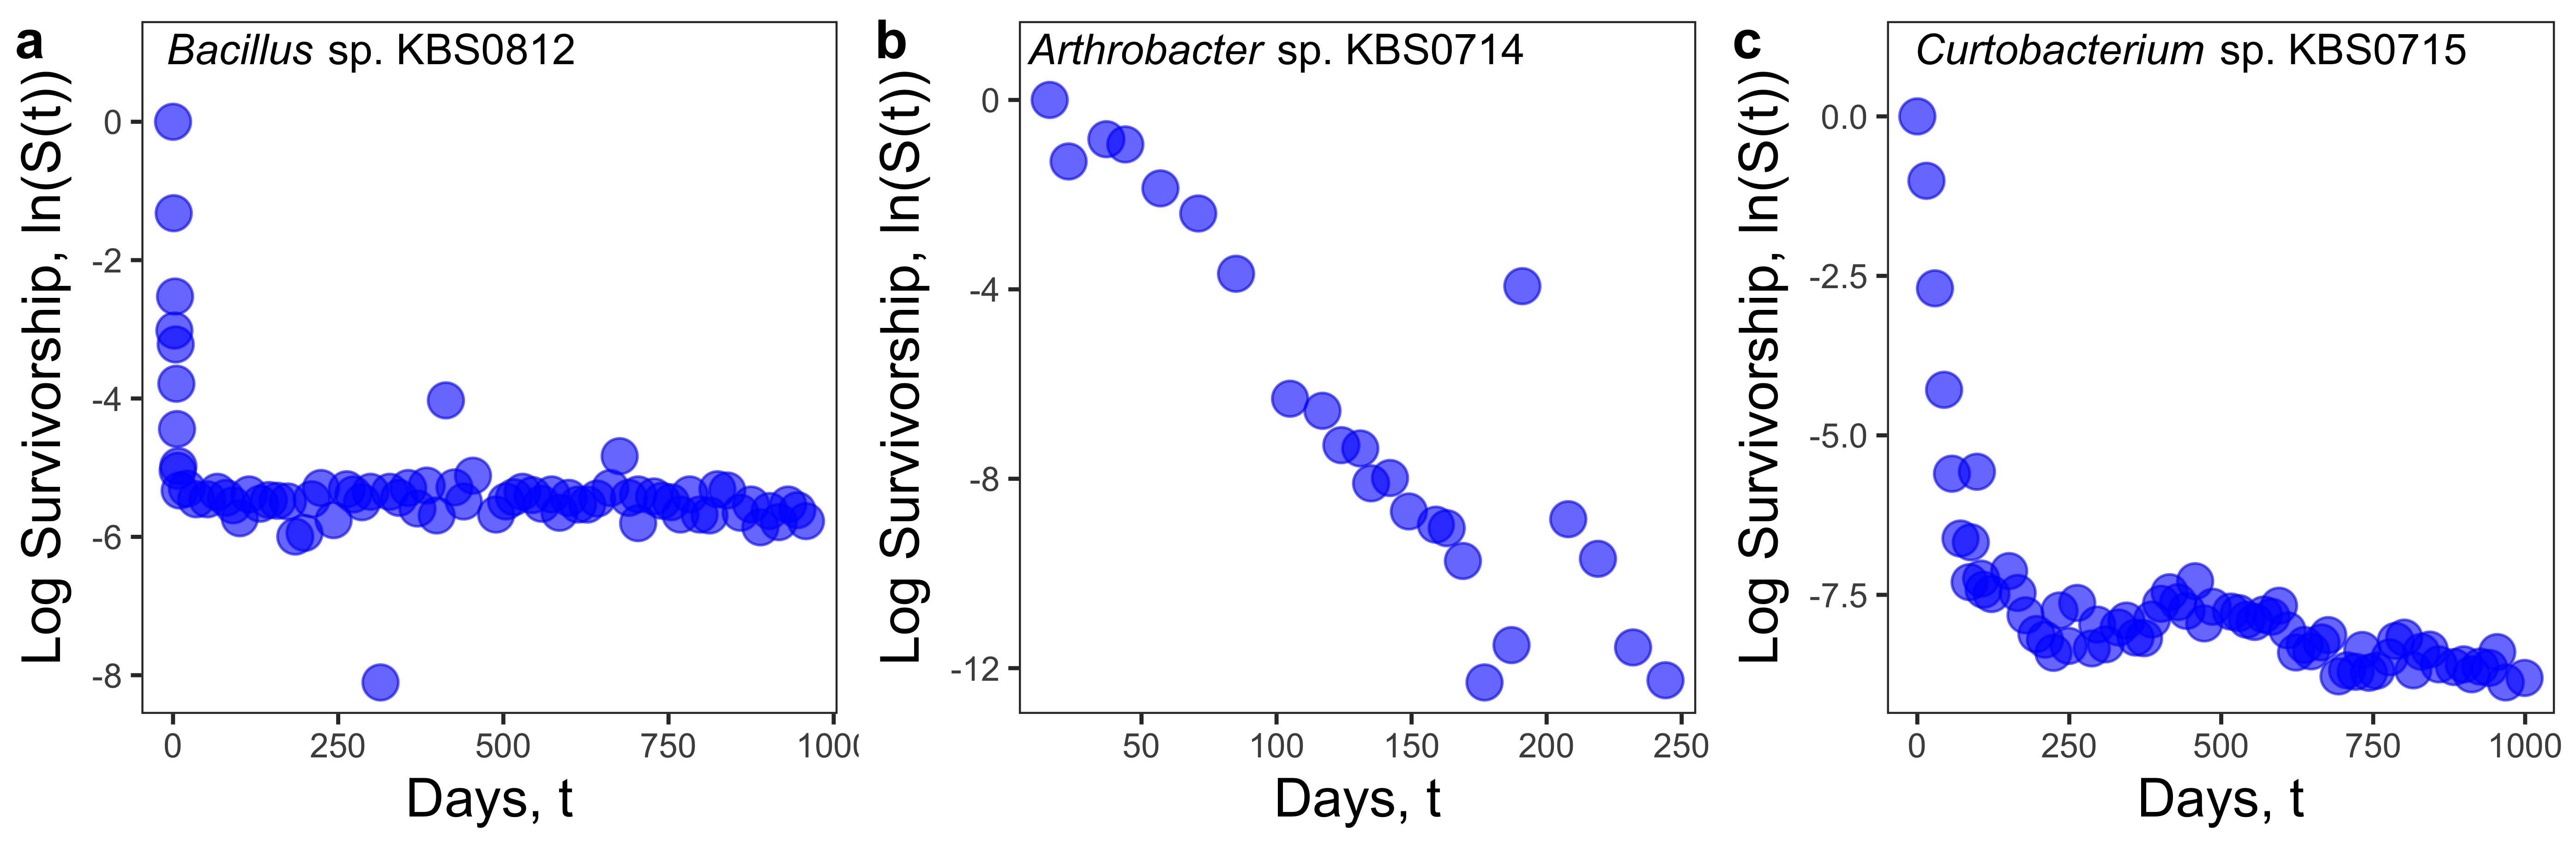 a
Bacillus sp. KBS0812
Log Survivorship, ln(S(t))
0
-2
-4
-6
-8
0 250 500 750 100
Days, t
b
Arthrobacter sp. KBS0714
Log Survivorship, ln(S(t))
0
-4
-8
-12
50 100 150 200 250
Days, t
c
Curtobacterium sp. KBS0715
Log Survivorship, ln(S(t))
0.0
-2.5
-5.0
-7.5
0 250 500 750 1000
Days, t